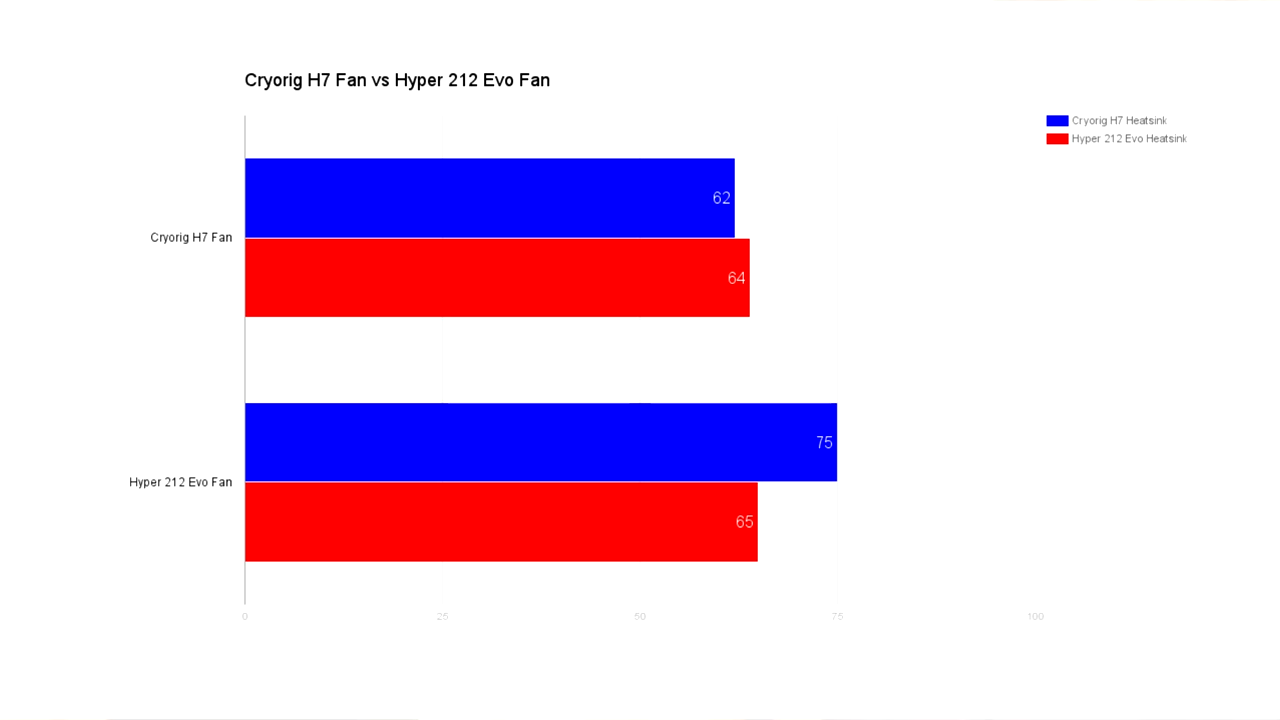 Cryorig H7 Fan vs Hyper 212 Evo Fan
Cryorig H7 Heatsink
Hyper 212 Evo Heatsink
62
Cryorig H7 Fan
64
75
Hyper 212 Evo Fan
65
0 25 50 75 100